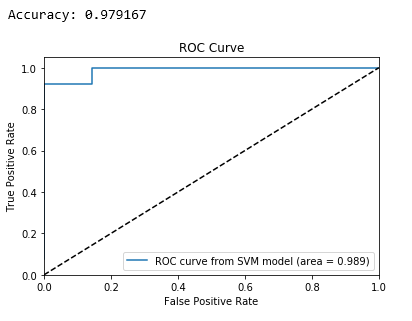 Accuracy: 0.979167
ROC Curve
True Positive Rate
1.0
0.8
0.6
0.4
0.2
0.0
ROC curve from SVM model (area = 0.989)
0.0 0.2 0.4 0.6 0.8 1.0
False Positive Rate